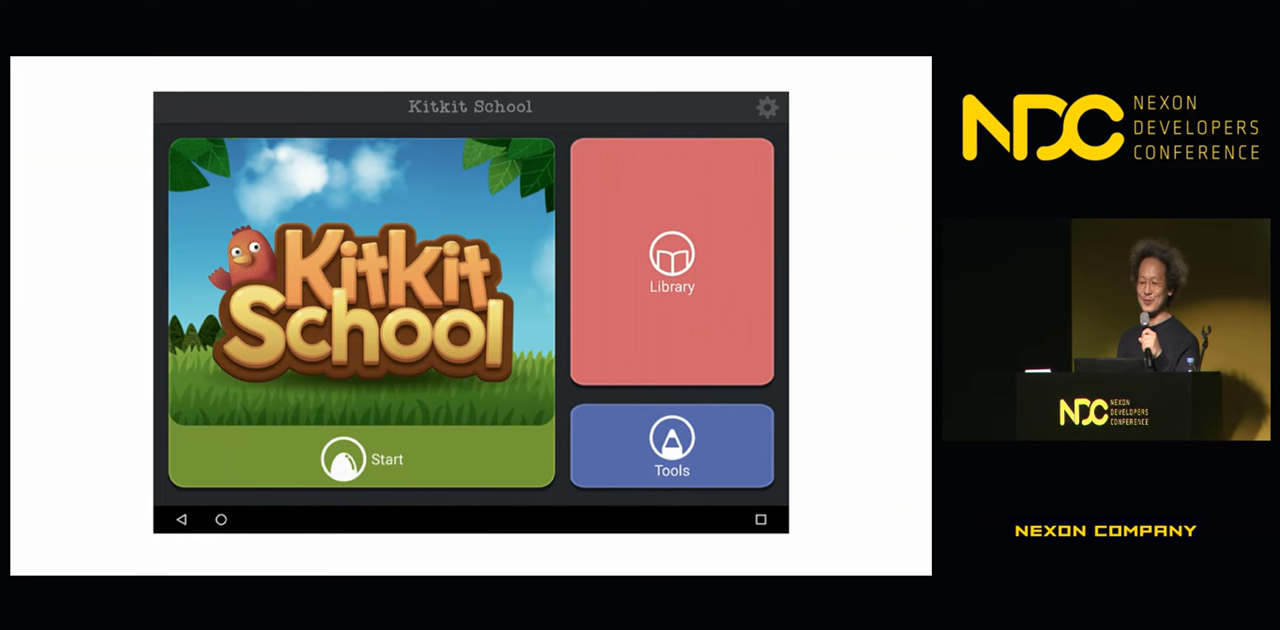 Kitkit School
Kitkit
School
Start
Library
Tools
NDC
NEXON
DEVELOPERS
CONFERENCE
NDC
NEXON
DEVELOPERS
CONFERENCE
NEXON COMPANY